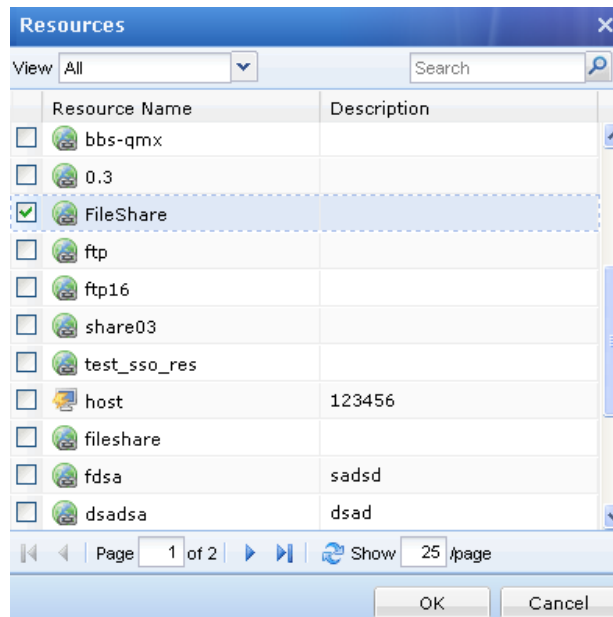 Resources
View All Search
Resource Name Description
bbs-qmx
0.3
FileShare
ftp
ftp16
share03
test_sso_res
host 123456
fileshare
fdsa sadsd
dsadsa dsad
Page 1 of 2 Show 25 /page
OK Cancel